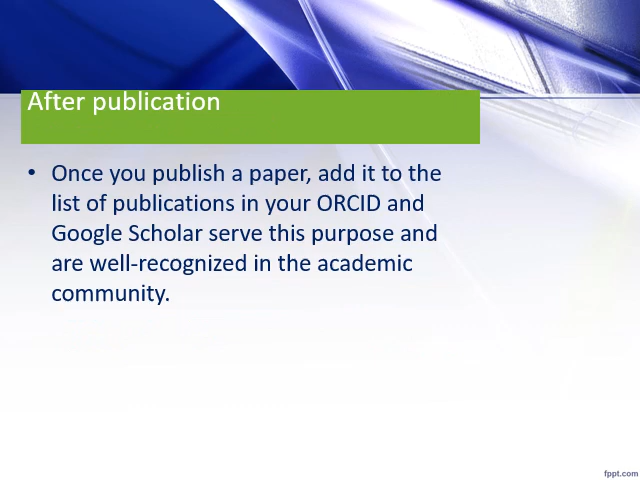 After publication
• Once you publish a paper, add it to the
list of publications in your ORCID and
Google Scholar serve this purpose and
are well-recognized in the academic
community.
fppt.com